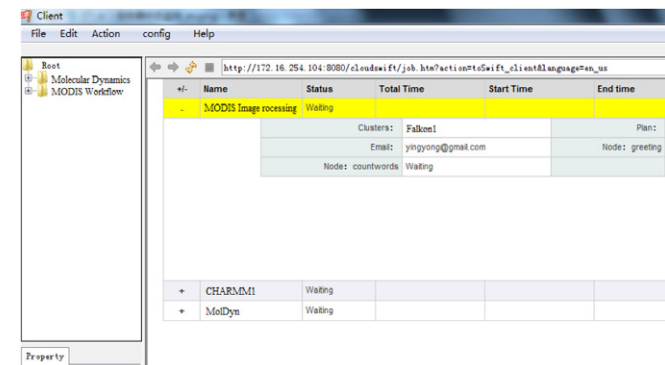 Client
File Edit Action config Help
Root
Molecular Dynamics
MODIS Workflow
http://172.16.254.104:8080/cloudswift/job.htm?action=toSwift_client&language=en_us
+/- Name Status Total Time Start Time End time
- MODIS Image rocessing Waiting
Clusters: Falkon1 Plan:
Email: yingyong@gmail.com Node: greeting
Node: countwords Waiting
+ CHARMM1 Waiting
+ MolDyn Waiting
Property